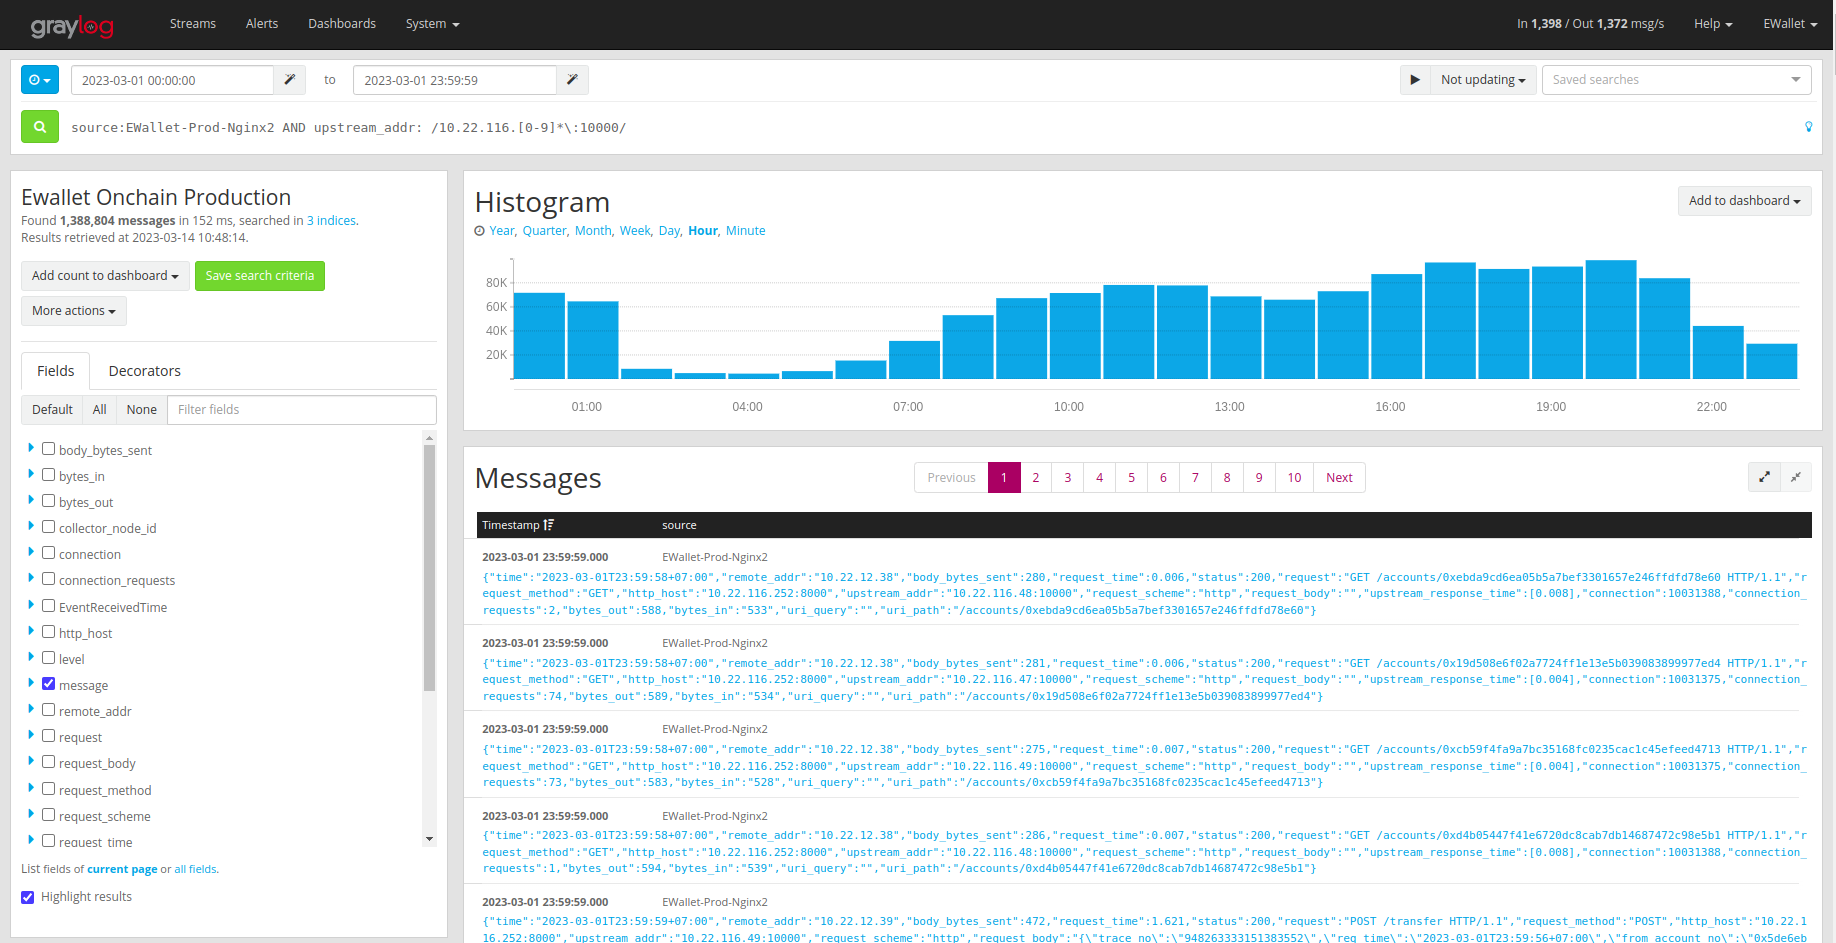 graylog Streams Alerts Dashboards System In 1,398 / Out 1,372 msg/s Help EWallet
2023-03-01 00:00:00 to 2023-03-01 23:59:59 Not updating Saved searches
source:EWallet-Prod-Nginx2 AND upstream_addr: /10.22.116.[0-9]*\:10000/
Ewallet Onchain Production
Found 1,388,804 messages in 152 ms, searched in 3 indices.
Results retrieved at 2023-03-14 10:48:14.
Add count to dashboard Save search criteria
More actions
Fields Decorators
Default All None Filter fields
body_bytes_sent
bytes_in
bytes_out
collector_node_id
connection
connection_requests
EventReceivedTime
http_host
level
message
remote_addr
request
request_body
request_method
request_scheme
request_time
List fields of current page or all fields.
Highlight results
Histogram
Add to dashboard
Year, Quarter, Month, Week, Day, Hour, Minute
80K
60K
40K
20K
01:00 04:00 07:00 10:00 13:00 16:00 19:00 22:00
Messages
Previous 1 2 3 4 5 6 7 8 9 10 Next
Timestamp source
2023-03-01 23:59:59.000 EWallet-Prod-Nginx2
{"time":"2023-03-01T23:59:58+07:00","remote_addr":"10.22.12.38","body_bytes_sent":280,"request_time":0.006,"status":200,"request":"GET /accounts/0xebda9cd6ea05b5a7bef3301657e246ffdfd78e60 HTTP/1.1","r
equest_method":"GET","http_host":"10.22.116.252:8000","upstream_addr":"10.22.116.48:10000","request_scheme":"http","request_body":"","upstream_response_time":[0.008],"connection":10031388,"connection_
requests":2,"bytes_out":588,"bytes_in":"533","uri_query":"","uri_path":"/accounts/0xebda9cd6ea05b5a7bef3301657e246ffdfd78e60"}
2023-03-01 23:59:59.000 EWallet-Prod-Nginx2
{"time":"2023-03-01T23:59:58+07:00","remote_addr":"10.22.12.38","body_bytes_sent":281,"request_time":0.006,"status":200,"request":"GET /accounts/0x19d508e6f02a7724ff1e13e5b039083899977ed4 HTTP/1.1","r
equest_method":"GET","http_host":"10.22.116.252:8000","upstream_addr":"10.22.116.47:10000","request_scheme":"http","request_body":"","upstream_response_time":[0.004],"connection":10031375,"connection_
requests":74,"bytes_out":589,"bytes_in":"534","uri_query":"","uri_path":"/accounts/0x19d508e6f02a7724ff1e13e5b039083899977ed4"}
2023-03-01 23:59:59.000 EWallet-Prod-Nginx2
{"time":"2023-03-01T23:59:58+07:00","remote_addr":"10.22.12.38","body_bytes_sent":275,"request_time":0.007,"status":200,"request":"GET /accounts/0xcb59f4fa9a7bc35168fc0235cac1c45efeed4713 HTTP/1.1","r
equest_method":"GET","http_host":"10.22.116.252:8000","upstream_addr":"10.22.116.49:10000","request_scheme":"http","request_body":"","upstream_response_time":[0.004],"connection":10031375,"connection_
requests":73,"bytes_out":583,"bytes_in":"528","uri_query":"","uri_path":"/accounts/0xcb59f4fa9a7bc35168fc0235cac1c45efeed4713"}
2023-03-01 23:59:59.000 EWallet-Prod-Nginx2
{"time":"2023-03-01T23:59:58+07:00","remote_addr":"10.22.12.38","body_bytes_sent":286,"request_time":0.007,"status":200,"request":"GET /accounts/0xd4b05447f41e6720dc8cab7db14687472c98e5b1 HTTP/1.1","r
equest_method":"GET","http_host":"10.22.116.252:8000","upstream_addr":"10.22.116.48:10000","request_scheme":"http","request_body":"","upstream_response_time":[0.008],"connection":10031388,"connection_
requests":1,"bytes_out":594,"bytes_in":"539","uri_query":"","uri_path":"/accounts/0xd4b05447f41e6720dc8cab7db14687472c98e5b1"}
2023-03-01 23:59:59.000 EWallet-Prod-Nginx2
{"time":"2023-03-01T23:59:59+07:00","remote_addr":"10.22.12.39","body_bytes_sent":472,"request_time":1.621,"status":200,"request":"POST /transfer HTTP/1.1","request_method":"POST","http_host":"10.22.1
16.252:8000","upstream_addr":"10.22.116.49:10000","request_scheme":"http","request_body":"{\"trace_no\":\"948263333151383552\",\"req_time\":\"2023-03-01T23:59:56+07:00\",\"from_account_no\":\"0x5de6eb